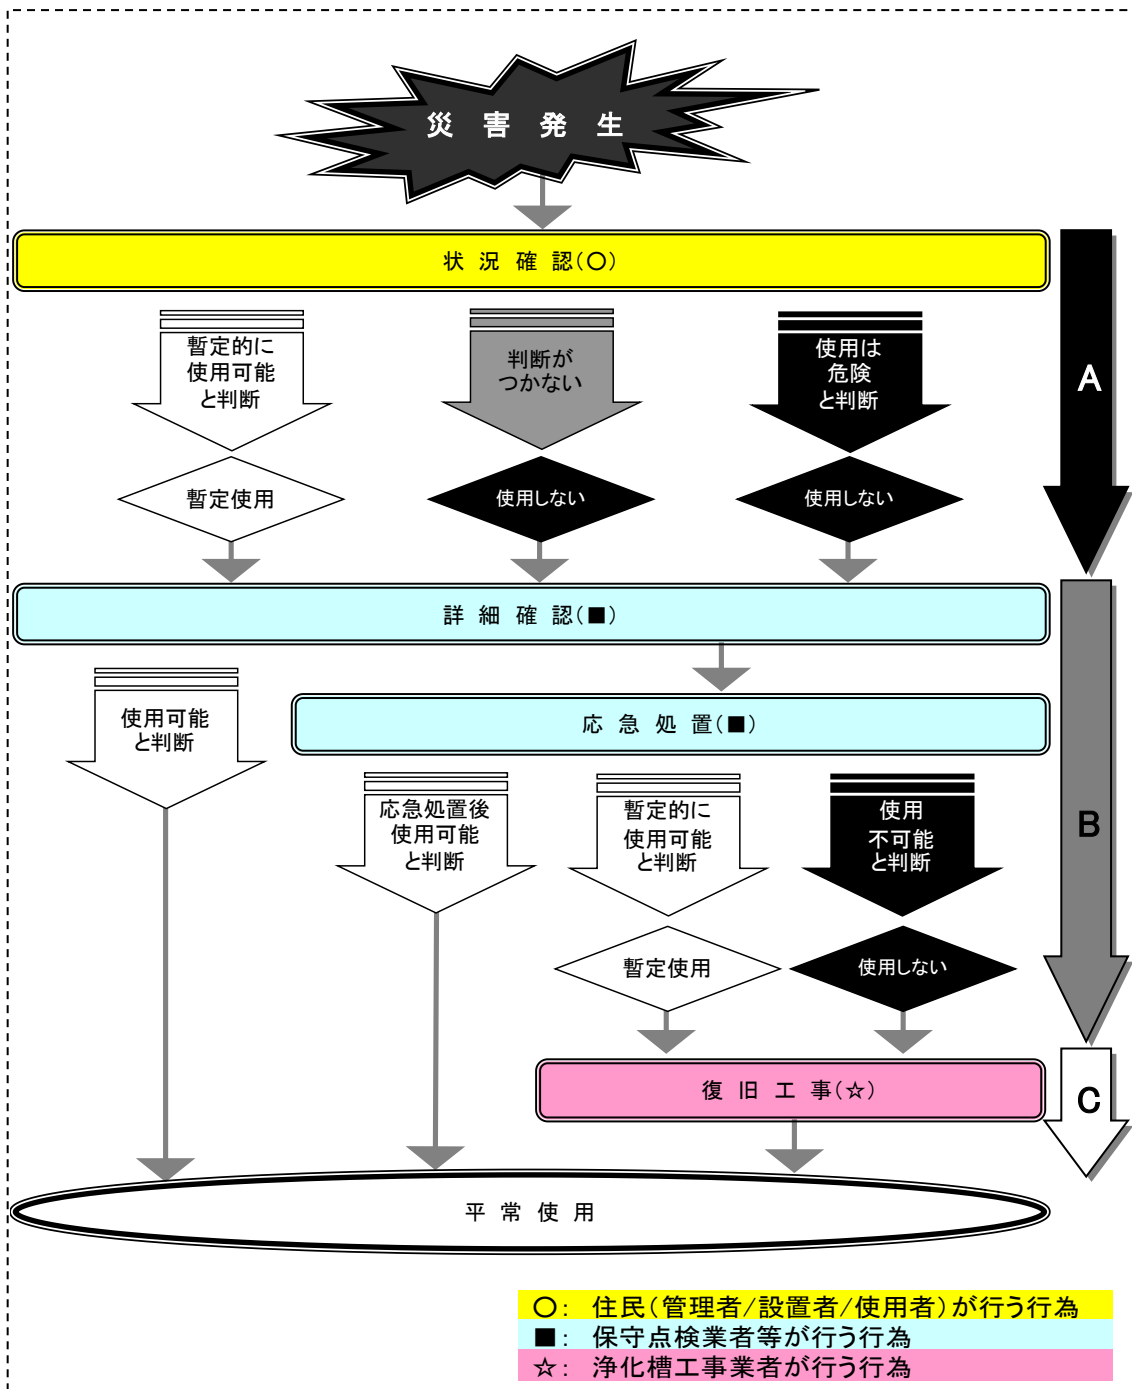 災 害 発 生
状 況 確 認(○)
暫定的に
使用可能
と判断
判断が
つかない
使用は
危険
と判断
A
暫定使用
使用しない
使用しない
詳 細 確 認(■)
使用可能
と判断
応 急 処 置(■)
応急処置後
使用可能
と判断
暫定的に
使用可能
と判断
使用
不可能
と判断
B
暫定使用
使用しない
復 旧 工 事(☆)
C
平 常 使 用
○: 住民(管理者/設置者/使用者)が行う行為
■: 保守点検業者等が行う行為
☆: 浄化槽工事業者が行う行為